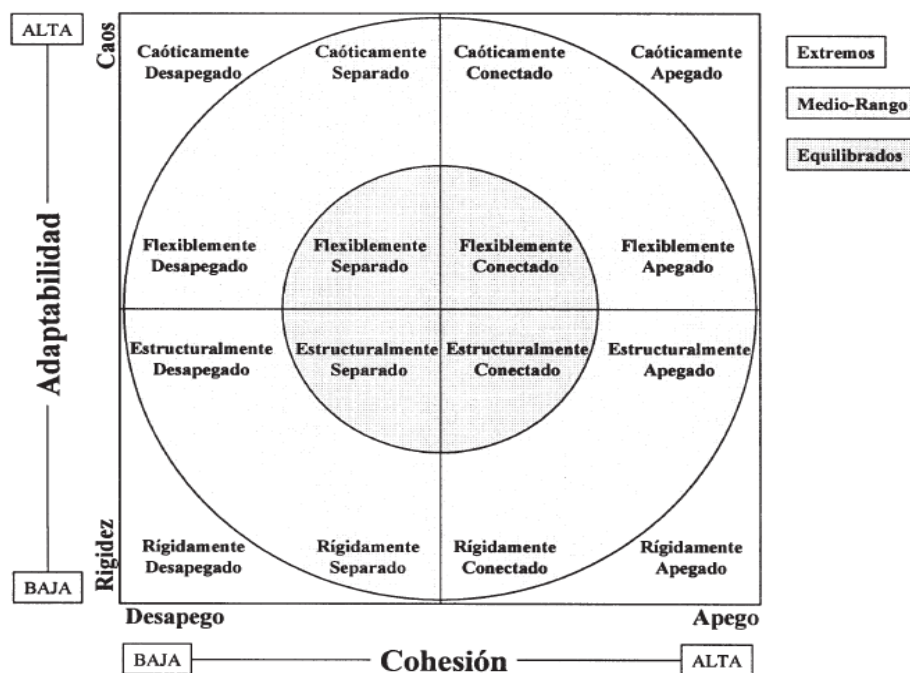 ALTA
Caos
Caóticamente
Desapegado
Caóticamente
Separado
Caóticamente
Conectado
Caóticamente
Apegado
Extremos
Medio-Rango
Equilibrados
Adaptabilidad
Flexiblemente
Desapegado
Flexiblemente
Separado
Flexiblemente
Conectado
Flexiblemente
Apegado
Estructuralmente
Desapegado
Estructuralmente
Separado
Estructuralmente
Conectado
Estructuralmente
Apegado
Rígidamente
Desapegado
Rígidamente
Separado
Rígidamente
Conectado
Rígidamente
Apegado
Rigidez
BAJA
Desapego
Apego
BAJA
Cohesión
ALTA